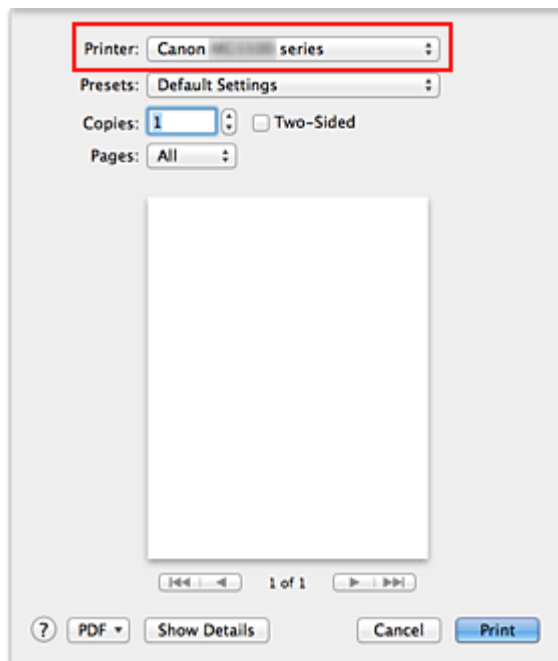 Printer: Canon series
Presets: Default Settings
Copies: 1 Two-Sided
Pages: All
1 of 1
? PDF Show Details Cancel Print